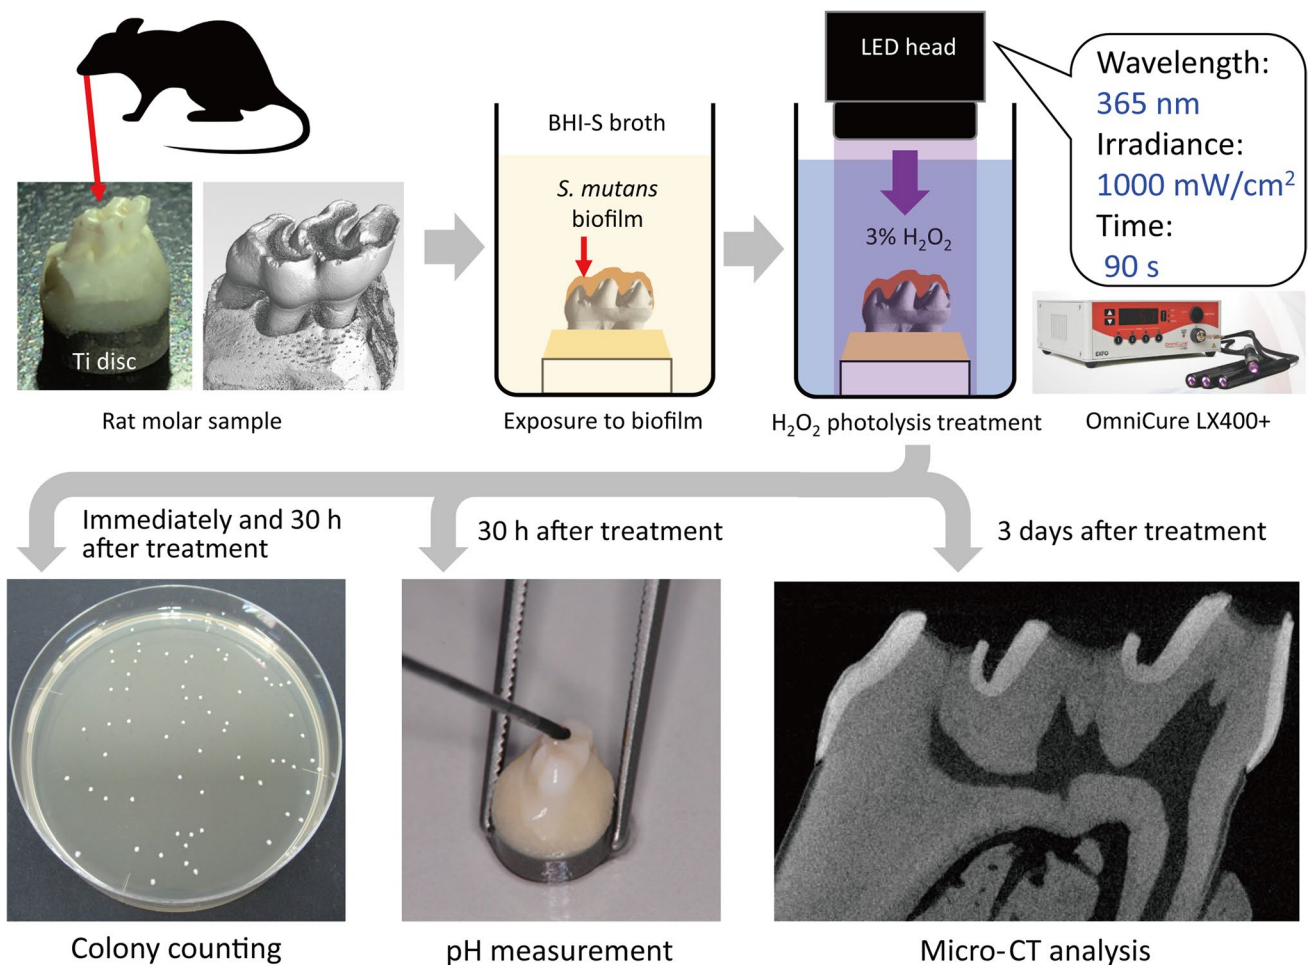 LED head
Wavelength:
365 nm
Irradiance:
1000 mW/cm²
Time:
90 s
BHI-S broth
S. mutans
biofilm
3% H₂O₂
Ti disc
EXFO
Rat molar sample
Exposure to biofilm
H₂O₂ photolysis treatment
OmniCure LX400+
Immediately and 30 h
after treatment
30 h after treatment
3 days after treatment
Colony counting
pH measurement
Micro-CT analysis